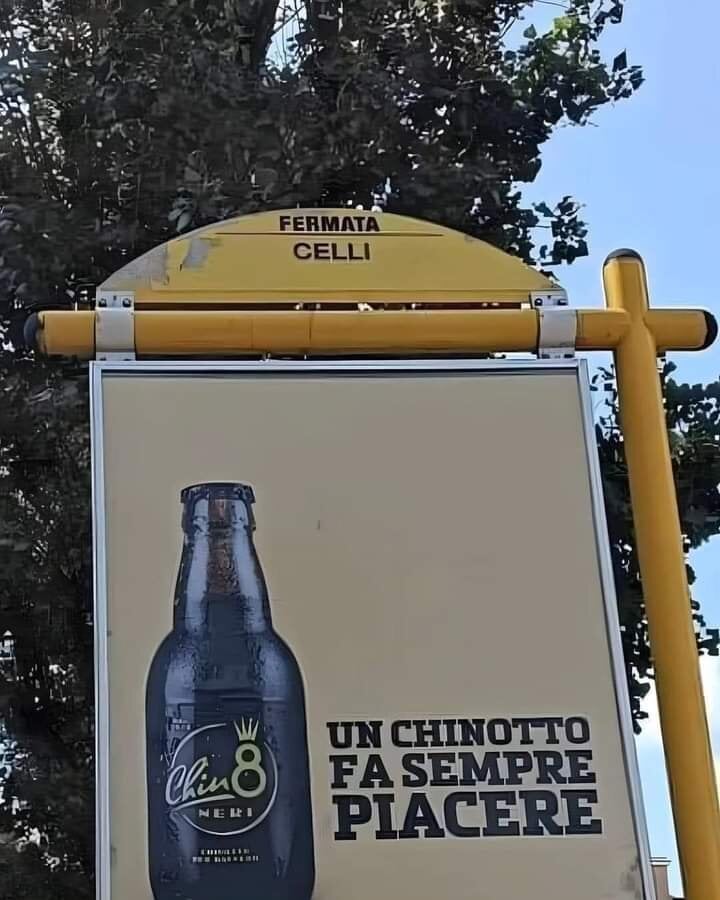 FERMATA
CELLI
Chin8
NERI
UN CHINOTTO
FA SEMPRE
PIACERE